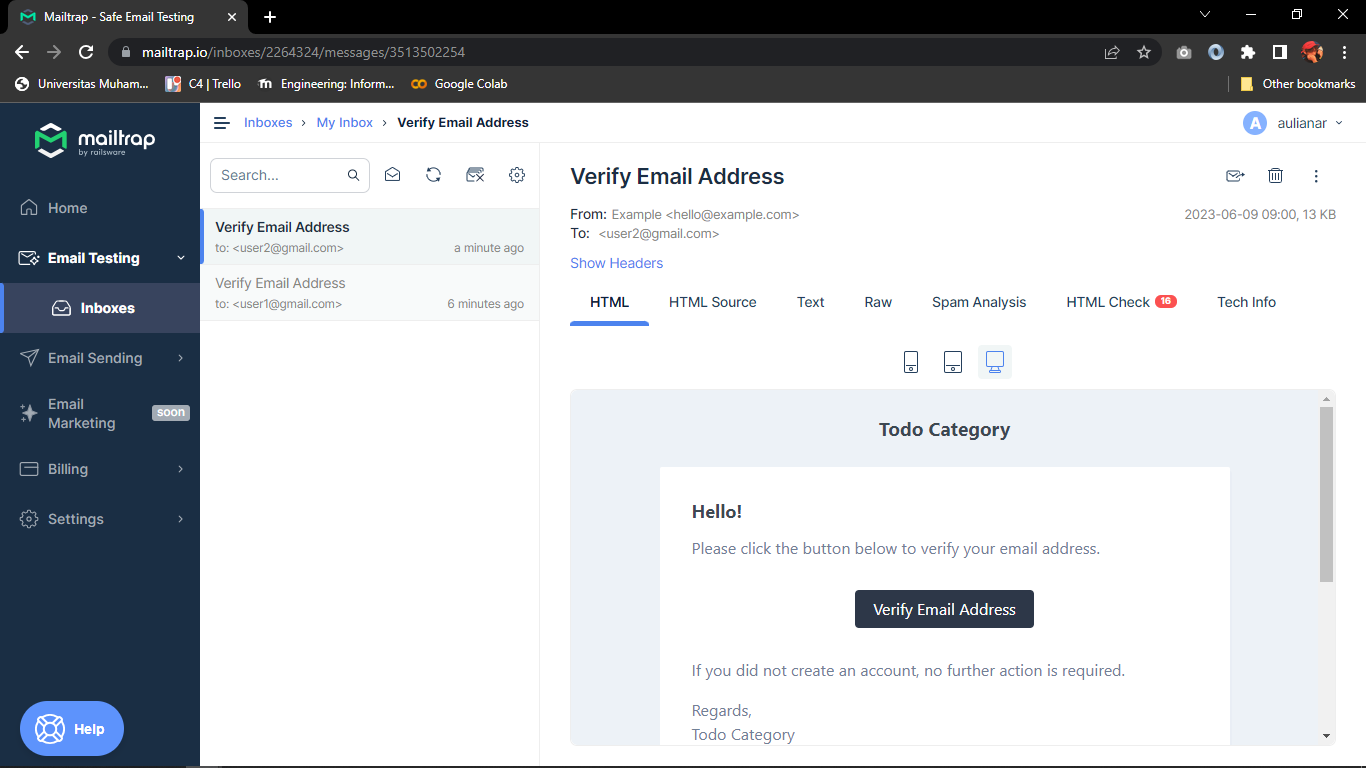 Mailtrap - Safe Email Testing
mailtrap.io/inboxes/2264324/messages/3513502254
Universitas Muham...
C4 | Trello
Engineering: Inform...
Google Colab
Other bookmarks
mailtrap
by railsware
Home
Email Testing
Inboxes
Email Sending
Email
Marketing
soon
Billing
Settings
Help
Inboxes › My Inbox › Verify Email Address
A aulianar
Search...
Verify Email Address
to: <user2@gmail.com> a minute ago
Verify Email Address
to: <user1@gmail.com> 6 minutes ago
Verify Email Address
From: Example <hello@example.com> 2023-06-09 09:00, 13 KB
To: <user2@gmail.com>
Show Headers
HTML HTML Source Text Raw Spam Analysis HTML Check 16 Tech Info
Todo Category
Hello!
Please click the button below to verify your email address.
Verify Email Address
If you did not create an account, no further action is required.
Regards,
Todo Category